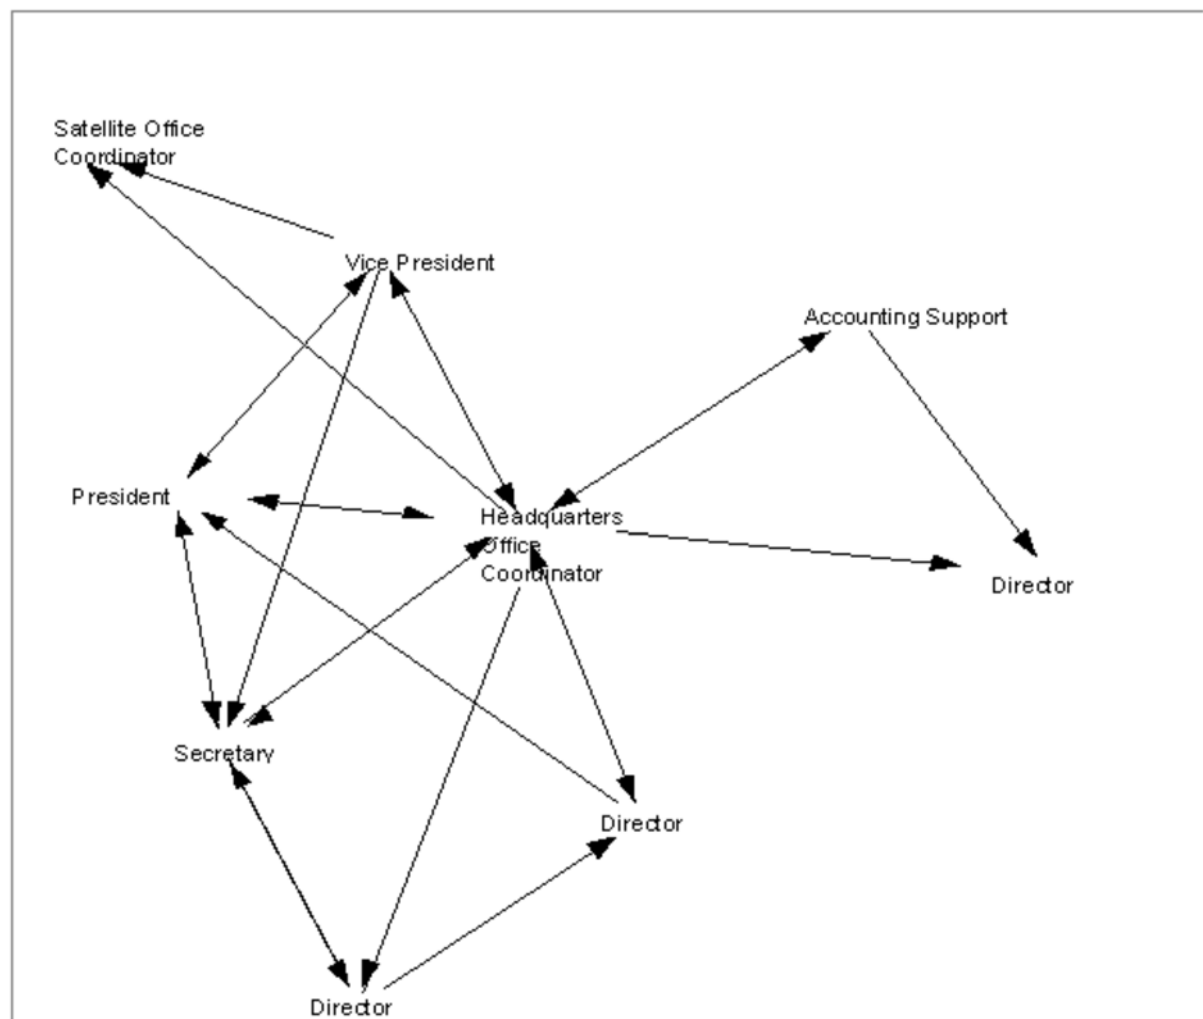 Satellite Office
Coordinator
Vice President
Accounting Support
President
Headquarters
Office
Coordinator
Director
Secretary
Director
Director